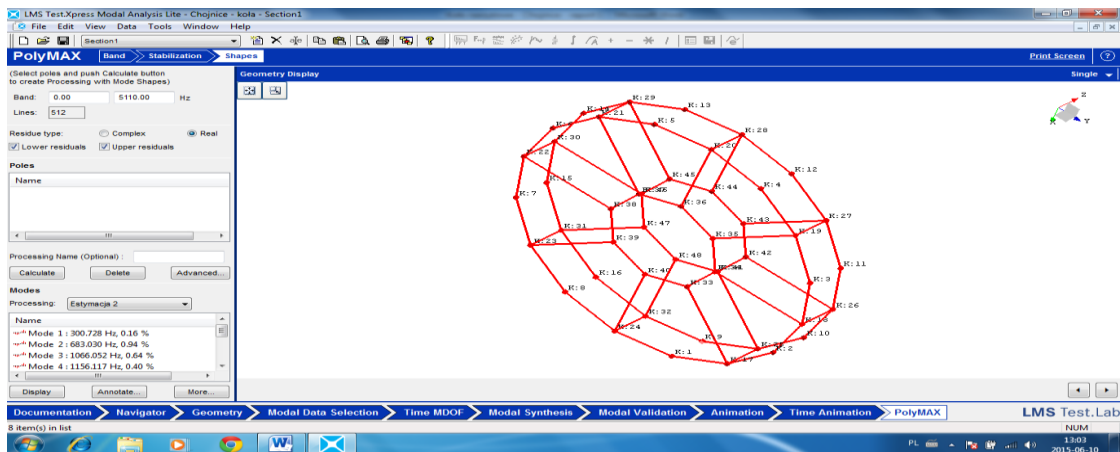 LMS Test.Xpress Modal Analysis Lite - Chojnice - koła - Section1
File Edit View Data Tools Window Help
Section1
PolyMAX Band Stabilization Shapes Print Screen
(Select poles and push Calculate button
to create Processing with Mode Shapes)
Band: 0.00 5110.00 Hz
Lines: 512
Residue type: Complex Real
Lower residuals Upper residuals
Poles
Name
Processing Name (Optional) :
Calculate Delete Advanced...
Modes
Processing: Estymacja 2
Name
Mode 1 : 300.728 Hz, 0.16 %
Mode 2 : 683.030 Hz, 0.94 %
Mode 3 : 1066.052 Hz, 0.64 %
Mode 4 : 1156.117 Hz, 0.40 %
Display Annotate... More...
Geometry Display Single
K:29
K:13
K:21
K:5
K:28
K:30
K:20
K:22
K:12
K:15
K:45
K:4
K:7
K:44
K:38
K:36
K:27
K:43
K:31
K:47
K:19
K:23
K:39
K:35
K:42
K:11
K:48
K:16
K:40
K:3
K:8
K:33
K:26
K:32
K:18
K:24
K:9
K:10
K:1
K:2
K:17
Z
Y
Documentation Navigator Geometry Modal Data Selection Time MDOF Modal Synthesis Modal Validation Animation Time Animation PolyMAX LMS Test.Lab
8 item(s) in list NUM
PL 13:03
2015-06-10